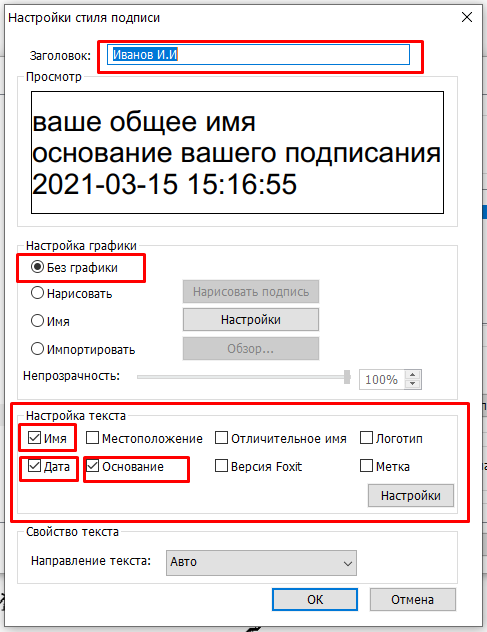 Настройки стиля подписи
Заголовок: Иванов И.И
Просмотр
ваше общее имя
основание вашего подписания
2021-03-15 15:16:55
Настройка графики
Без графики
Нарисовать Нарисовать подпись
Имя Настройки
Импортировать Обзор...
Непрозрачность: 100%
Настройка текста
Имя Местоположение Отличительное имя Логотип
Дата Основание Версия Foxit Метка
Настройки
Свойство текста
Направление текста: Авто
OK Отмена